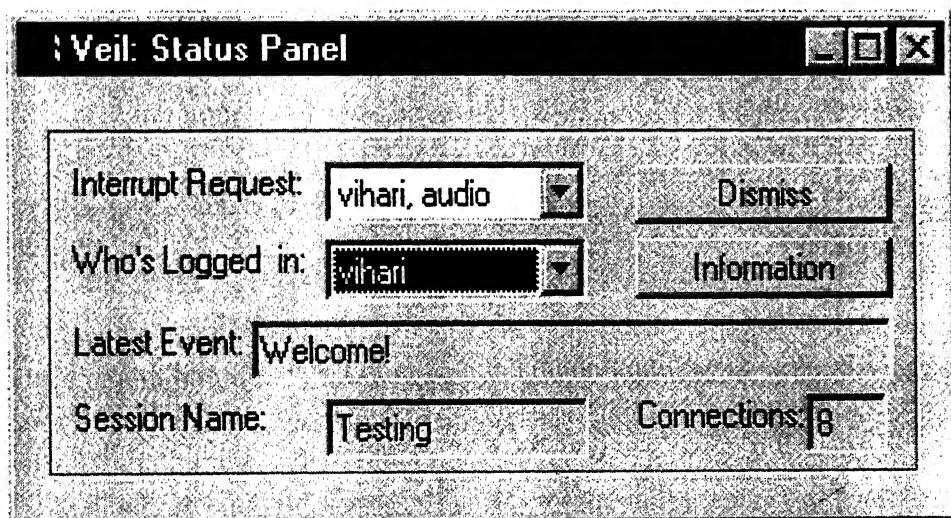 Veil: Status Panel
Interrupt Request: vihari, audio Dismiss
Who's Logged in: vihari Information
Latest Event: Welcome!
Session Name: Testing Connections: 8